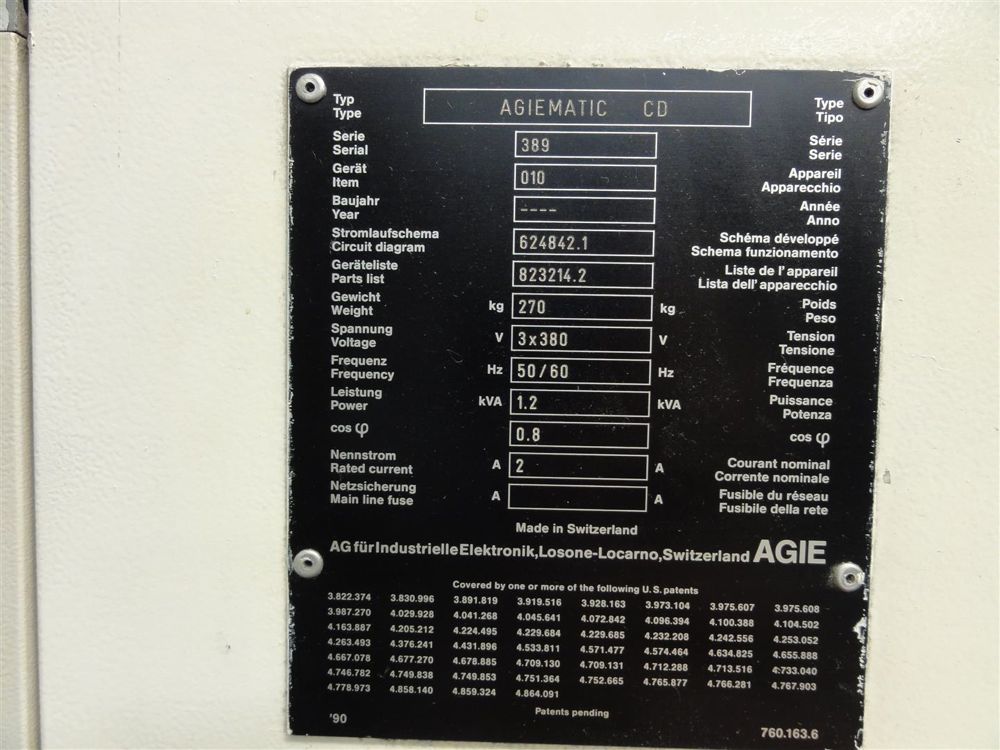 Typ AGIEMATIC CD Type
Type Tipo
Serie 389 Série
Serial Serie
Gerät 010 Appareil
Item Apparecchio
Baujahr ---- Année
Year Anno
Stromlaufschema 624842.1 Schéma développé
Circuit diagram Schema funzionamento
Geräteliste 823214.2 Liste de l'appareil
Parts list Lista dell'apparecchio
Gewicht kg 270 kg Poids
Weight Peso
Spannung V 3x380 V Tension
Voltage Tensione
Frequenz Hz 50/60 Hz Fréquence
Frequency Frequenza
Leistung kVA 1.2 kVA Puissance
Power Potenza
cos φ 0.8 cos φ
Nennstrom A 2 A Courant nominal
Rated current Corrente nominale
Netzsicherung A A Fusible du réseau
Main line fuse Fusibile della rete
Made in Switzerland
AG für Industrielle Elektronik, Losone-Locarno, Switzerland AGIE
Covered by one or more of the following U.S. patents
3.822.374 3.830.996 3.891.819 3.919.516 3.928.163 3.973.104 3.975.607 3.975.608
3.987.270 4.029.928 4.041.268 4.045.641 4.072.842 4.096.394 4.100.388 4.104.502
4.163.887 4.205.212 4.224.495 4.229.684 4.229.685 4.232.208 4.242.556 4.253.052
4.263.493 4.376.241 4.431.896 4.533.811 4.571.477 4.574.464 4.634.825 4.655.888
4.667.078 4.677.270 4.678.885 4.709.130 4.709.131 4.712.288 4.713.516 4.733.040
4.746.782 4.749.838 4.749.853 4.751.364 4.752.665 4.765.877 4.766.281 4.767.903
4.778.973 4.858.140 4.859.324 4.864.091
Patents pending
'90 760.163.6